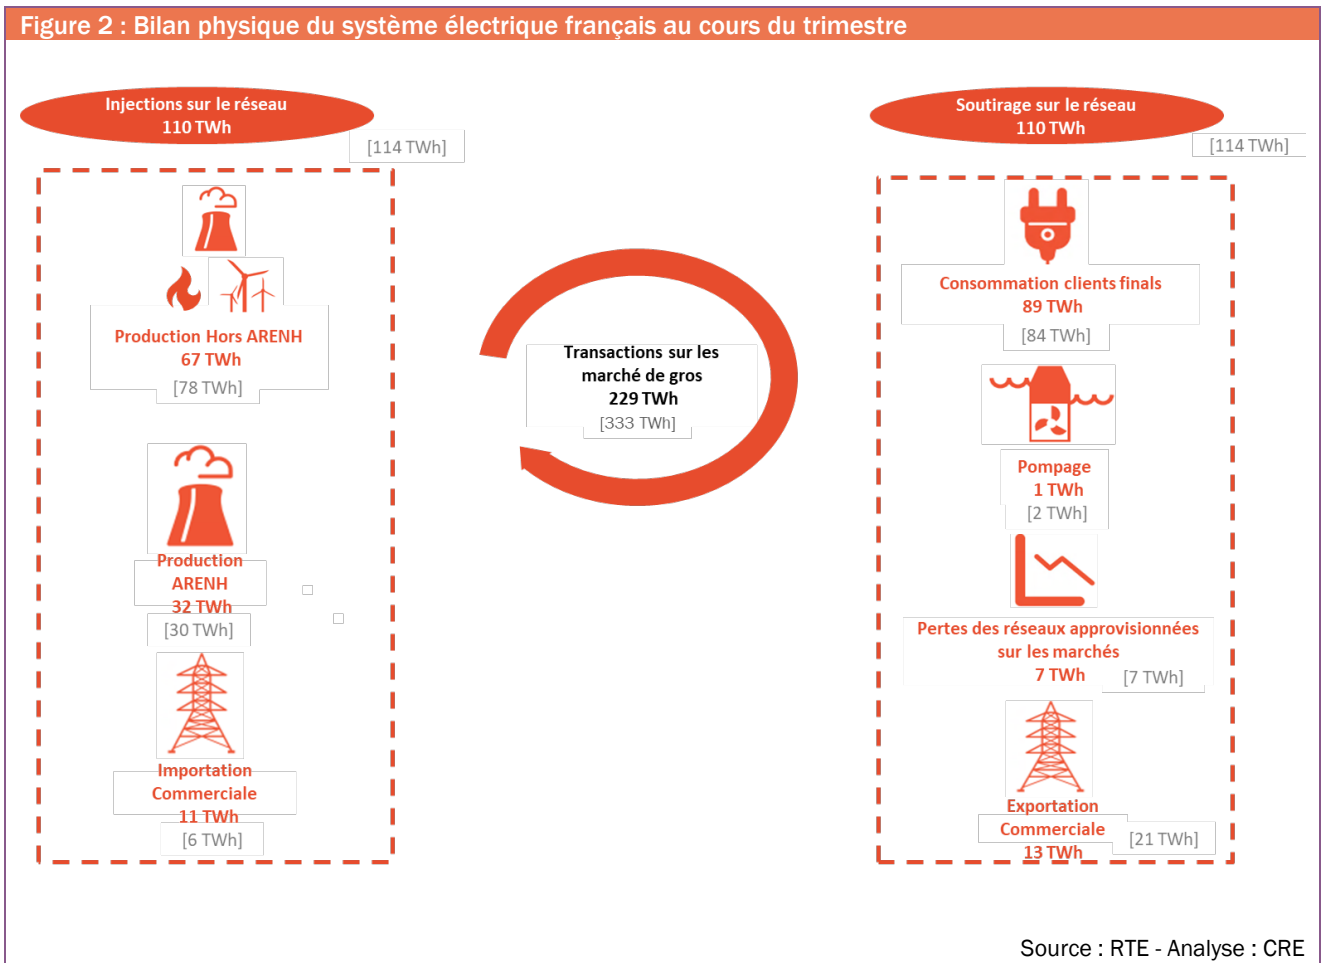 Figure 2 : Bilan physique du système électrique français au cours du trimestre
Injections sur le réseau
110 TWh
[114 TWh]
Production Hors ARENH
67 TWh
[78 TWh]
Production
ARENH
32 TWh
[30 TWh]
Importation
Commerciale
11 TWh
[6 TWh]
Transactions sur les
marché de gros
229 TWh
[333 TWh]
Soutirage sur le réseau
110 TWh
[114 TWh]
Consommation clients finals
89 TWh
[84 TWh]
Pompage
1 TWh
[2 TWh]
Pertes des réseaux approvisionnées
sur les marchés
7 TWh
[7 TWh]
Exportation
Commerciale
13 TWh
[21 TWh]
Source : RTE - Analyse : CRE